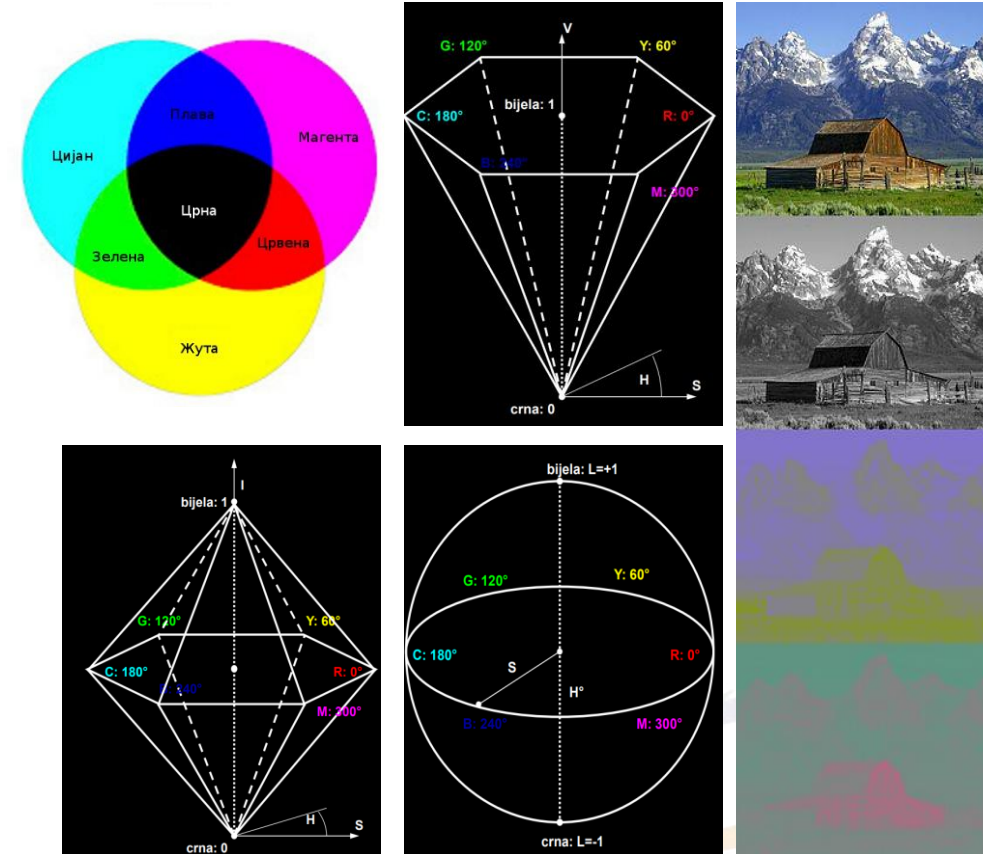 Плава
Магента
Цијан
Црна
Црвена
Зелена
Жута
V
G: 120°
Y: 60°
bijela: 1
C: 180°
R: 0°
B: 240°
M: 300°
H
S
crna: 0
I
bijela: 1
G: 120°
Y: 60°
C: 180°
R: 0°
B: 240°
M: 300°
H
S
crna: 0
bijela: L=+1
G: 120°
Y: 60°
C: 180°
R: 0°
S
H°
B: 240°
M: 300°
crna: L=-1